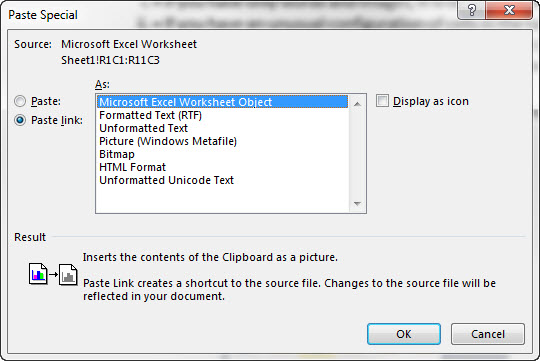 Paste Special
?
Source: Microsoft Excel Worksheet
Sheet1!R1C1:R11C3
As:
Paste:
Paste link:
Microsoft Excel Worksheet Object
Formatted Text (RTF)
Unformatted Text
Picture (Windows Metafile)
Bitmap
HTML Format
Unformatted Unicode Text
Display as icon
Result
Inserts the contents of the Clipboard as a picture.
Paste Link creates a shortcut to the source file. Changes to the source file will be
reflected in your document.
OK Cancel